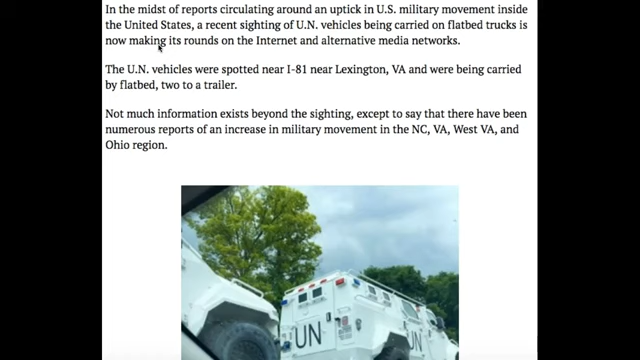 In the midst of reports circulating around an uptick in U.S. military movement inside
the United States, a recent sighting of U.N. vehicles being carried on flatbed trucks is
now making its rounds on the Internet and alternative media networks.
The U.N. vehicles were spotted near I-81 near Lexington, VA and were being carried
by flatbed, two to a trailer.
Not much information exists beyond the sighting, except to say that there have been
numerous reports of an increase in military movement in the NC, VA, West VA, and
Ohio region.
UN
UN